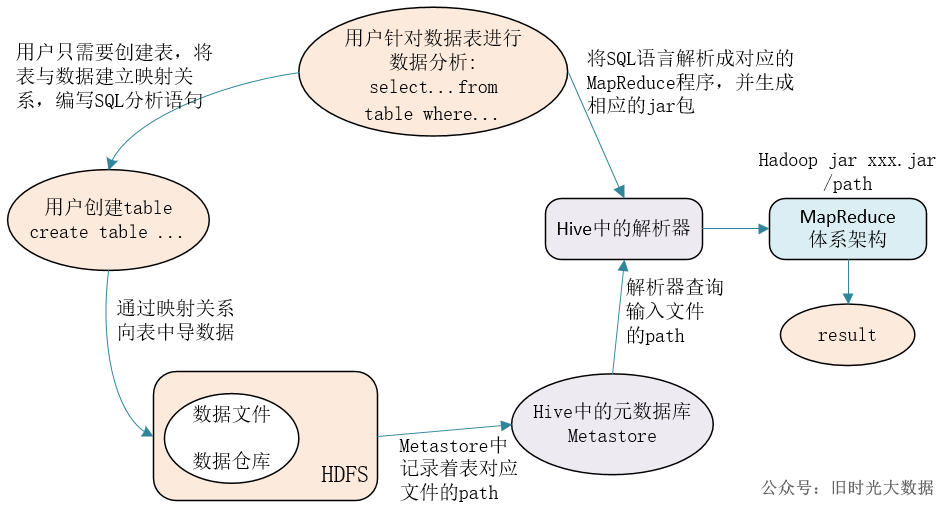 用户只需要创建表，将
表与数据建立映射关
系，编写SQL分析语句
用户针对数据表进行
数据分析:
select...from
table where...
将SQL语言解析成对应的
MapReduce程序，并生成
相应的jar包
Hadoop jar xxx.jar
/path
用户创建table
create table ...
Hive中的解析器
MapReduce
体系架构
通过映射关系
向表中导数据
解析器查询
输入文件
的path
result
数据文件
数据仓库
HDFS
Hive中的元数据库
Metastore
Metastore中
记录着表对应
文件的path
公众号：旧时光大数据